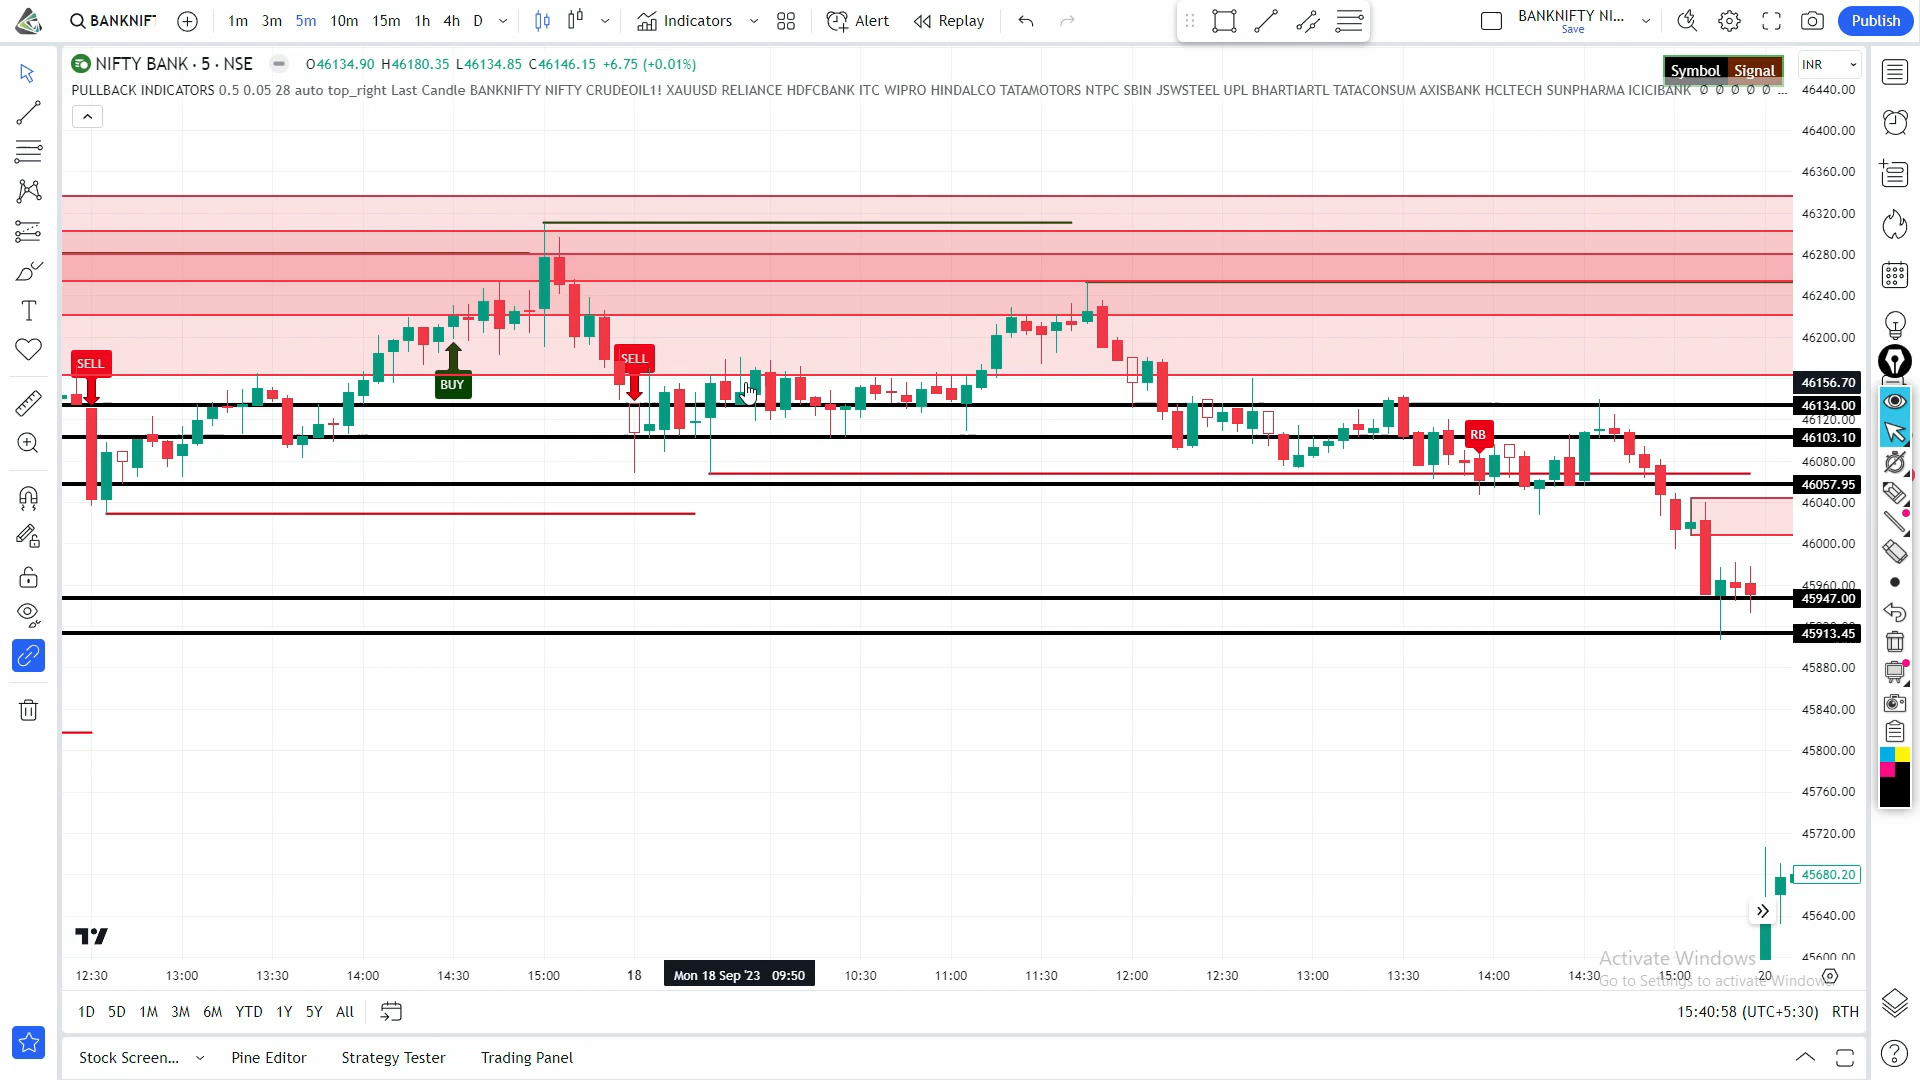 BANKNIFT 1m 3m 5m 10m 15m 1h 4h D Indicators Alert Replay BANKNIFTY NI... Save Publish
NIFTY BANK · 5 · NSE O46134.90 H46180.35 L46134.85 C46146.15 +6.75 (+0.01%)
Symbol Signal
INR
PULLBACK INDICATORS 0.5 0.05 28 auto top_right Last Candle BANKNIFTY NIFTY CRUDEOIL1! XAUUSD RELIANCE HDFCBANK ITC WIPRO HINDALCO TATAMOTORS NTPC SBIN JSWSTEEL UPL BHARTIARTL TATACONSUM AXISBANK HCLTECH SUNPHARMA ICICIBANK Ø Ø Ø Ø Ø ...
46440.00
46400.00
46360.00
46320.00
46280.00
46240.00
46200.00
SELL
SELL
BUY
46156.70
46134.00
46120.00
46103.10
RB
46080.00
46057.95
46040.00
46000.00
45960.00
45947.00
45913.45
45880.00
45840.00
45800.00
45760.00
45720.00
45680.20
45640.00
45600.00
Activate Windows
Go to Settings to activate Windows.
12:30 13:00 13:30 14:00 14:30 15:00 18 Mon 18 Sep '23 09:50 10:30 11:00 11:30 12:00 12:30 13:00 13:30 14:00 14:30 15:00 20
1D 5D 1M 3M 6M YTD 1Y 5Y All 15:40:58 (UTC+5:30) RTH
Stock Screen... Pine Editor Strategy Tester Trading Panel